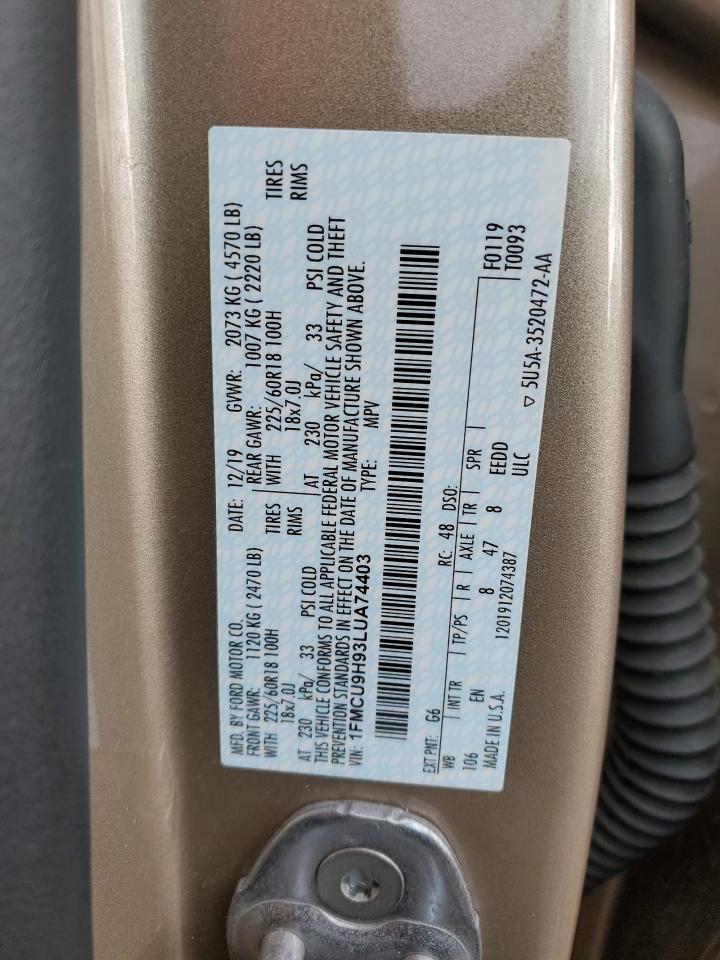 MFD. BY FORD MOTOR CO. DATE: 12/19 GVWR: 2073 KG ( 4570 LB)
FRONT GAWR: 1120 KG ( 2470 LB) REAR GAWR: 1007 KG ( 2220 LB)
WITH 225/60R18 100H TIRES WITH 225/60R18 100H TIRES
18x7.0J RIMS 18x7.0J RIMS
AT 230 kPa/ 33 PSI COLD AT 230 kPa/ 33 PSI COLD
THIS VEHICLE CONFORMS TO ALL APPLICABLE FEDERAL MOTOR VEHICLE SAFETY AND THEFT
PREVENTION STANDARDS IN EFFECT ON THE DATE OF MANUFACTURE SHOWN ABOVE.
VIN: 1FMCU9H93LUA74403 TYPE: MPV
EXT PNT: G6 RC: 48 DSO:
WB INT TR TP/PS R AXLE TR SPR F0119
106 EN 8 47 8 EEDD T0093
MADE IN U.S.A. 1201912074387 ULC
▽ 5U5A-3520472-AA